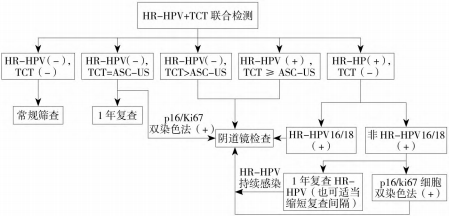 HR-HPV+TCT 联合检测
HR-HPV(-),
TCT(-)
HR-HPV(-),
TCT=ASC-US
HR-HPV(-),
TCT>ASC-US
HR-HPV (+),
TCT ≥ ASC-US
HR-HP(+),
TCT(-)
常规筛查
1 年复查
p16/Ki67
双染色法(+)
阴道镜检查
HR-HPV16/18
(+)
非 HR-HPV16/18
(+)
HR-HPV
持续感染
1 年复查 HR-
HPV(也可适当
缩短复查间隔)
p16/ki67 细胞
双染色法(+)